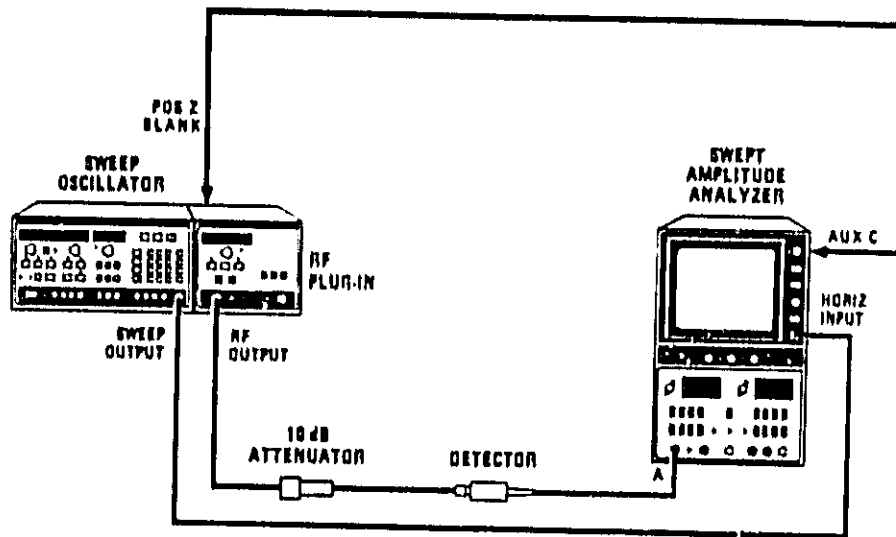 POS Z
BLANK
SWEEP
OSCILLATOR
SWEPT
AMPLITUDE
ANALYZER
RF
PLUG-IN
AUX C
HORIZ
INPUT
SWEEP
OUTPUT
RF
OUTPUT
10 dB
ATTENUATOR
DETECTOR
A